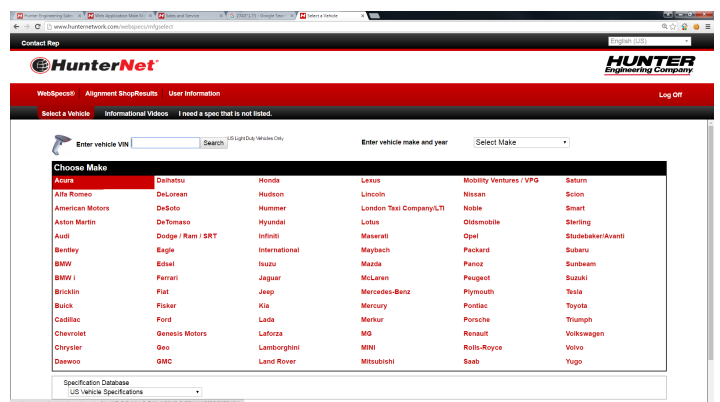 Hunter Engineering Sales
Web Application Main M
Sales and Service
Select a Vehicle
www.hunternetwork.com/webspecs/mfgselect
Contact Rep
English (US)
HunterNet
HUNTER
Engineering Company
WebSpecs® Alignment ShopResults User Information
Log Off
Select a Vehicle Informational Videos I need a spec that is not listed.
Enter vehicle VIN Search US Light Duty Vehicles Only Enter vehicle make and year Select Make
Choose Make
Acura Daihatsu Honda Lexus Mobility Ventures / VPG Saturn
Alfa Romeo DeLorean Hudson Lincoln Nissan Scion
American Motors DeSoto Hummer London Taxi Company/LTI Noble Smart
Aston Martin DeTomaso Hyundai Lotus Oldsmobile Sterling
Audi Dodge / Ram / SRT Infiniti Maserati Opel Studebaker/Avanti
Bentley Eagle International Maybach Packard Subaru
BMW Edsel Isuzu Mazda Panoz Sunbeam
BMW i Ferrari Jaguar McLaren Peugeot Suzuki
Bricklin Fiat Jeep Mercedes-Benz Plymouth Tesla
Buick Fisker Kia Mercury Pontiac Toyota
Cadillac Ford Lada Merkur Porsche Triumph
Chevrolet Genesis Motors Laforza MG Renault Volkswagen
Chrysler Geo Lamborghini MINI Rolls-Royce Volvo
Daewoo GMC Land Rover Mitsubishi Saab Yugo
Specification Database
US Vehicle Specifications